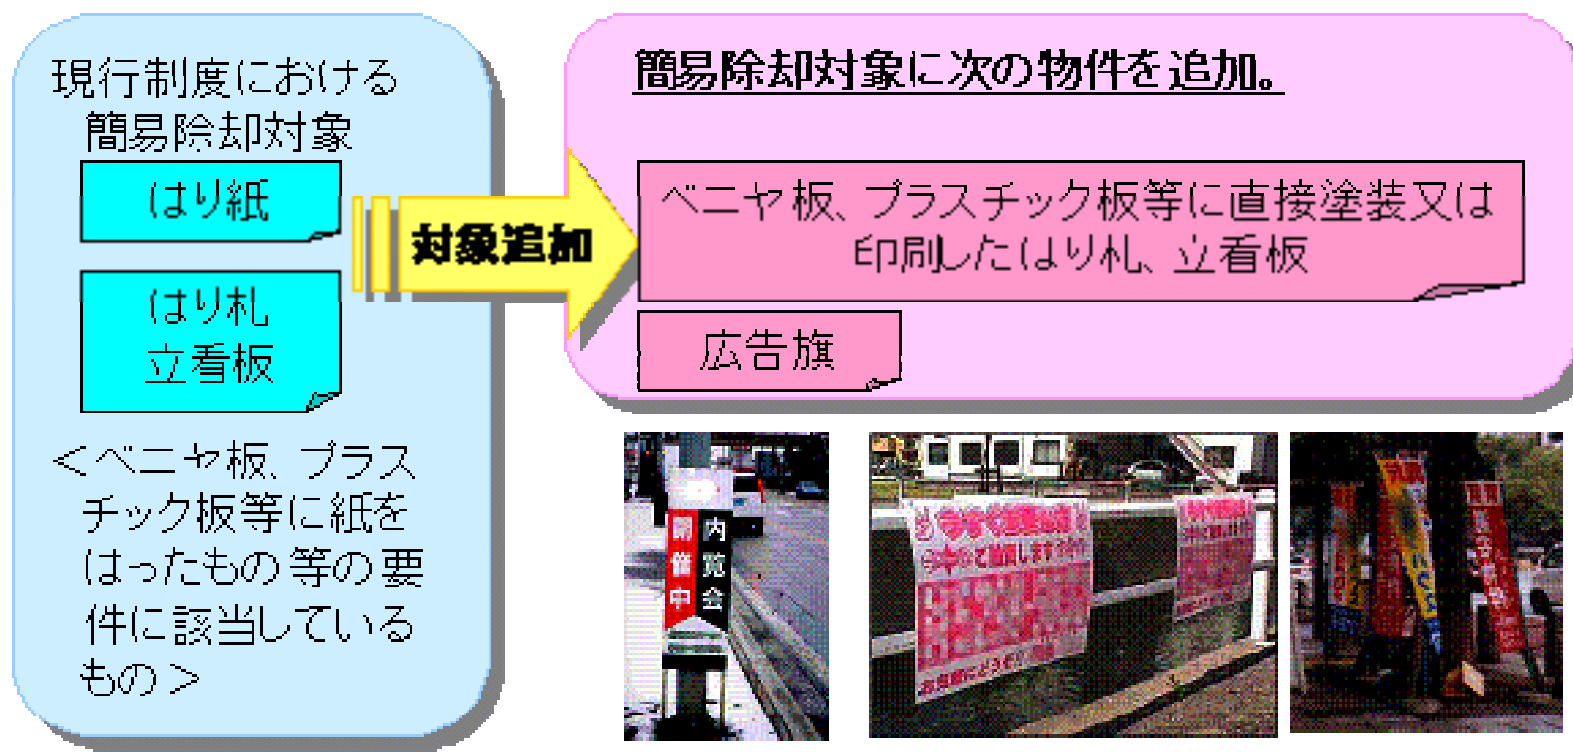 現行制度における
簡易除却対象
はり紙
はり札
立看板
＜ベニヤ板、プラス
チック板等に紙を
はったもの等の要
件に該当している
もの＞
対象追加
簡易除却対象に次の物件を追加。
ベニヤ板、プラスチック板等に直接塗装又は
印刷したはり札、立看板
広告旗
内覧会
開催中